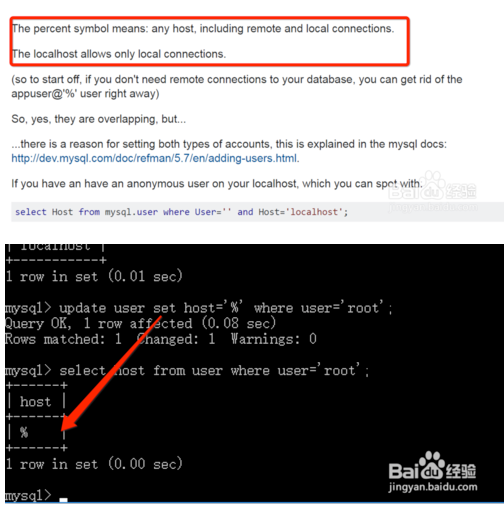 The percent symbol means: any host, including remote and local connections.
The localhost allows only local connections.
(so to start off, if you don't need remote connections to your database, you can get rid of the
appuser@'%' user right away)
So, yes, they are overlapping, but...
...there is a reason for setting both types of accounts, this is explained in the mysql docs:
http://dev.mysql.com/doc/refman/5.7/en/adding-users.html.
If you have an have an anonymous user on your localhost, which you can spot with.
Baidu 经验
select Host from mysql.user where User='' and Host='localhost';
| localhost |
+-----------+
1 row in set (0.01 sec)
mysql> update user set host='%' where user='root';
Query OK, 1 row affected (0.08 sec)
Rows matched: 1  Changed: 1  Warnings: 0
mysql> select host from user where user='root';
+------+
| host |
+------+
| %    |
+------+
1 row in set (0.00 sec)
mysql>
Baidu 经验
jingyan.baidu.com